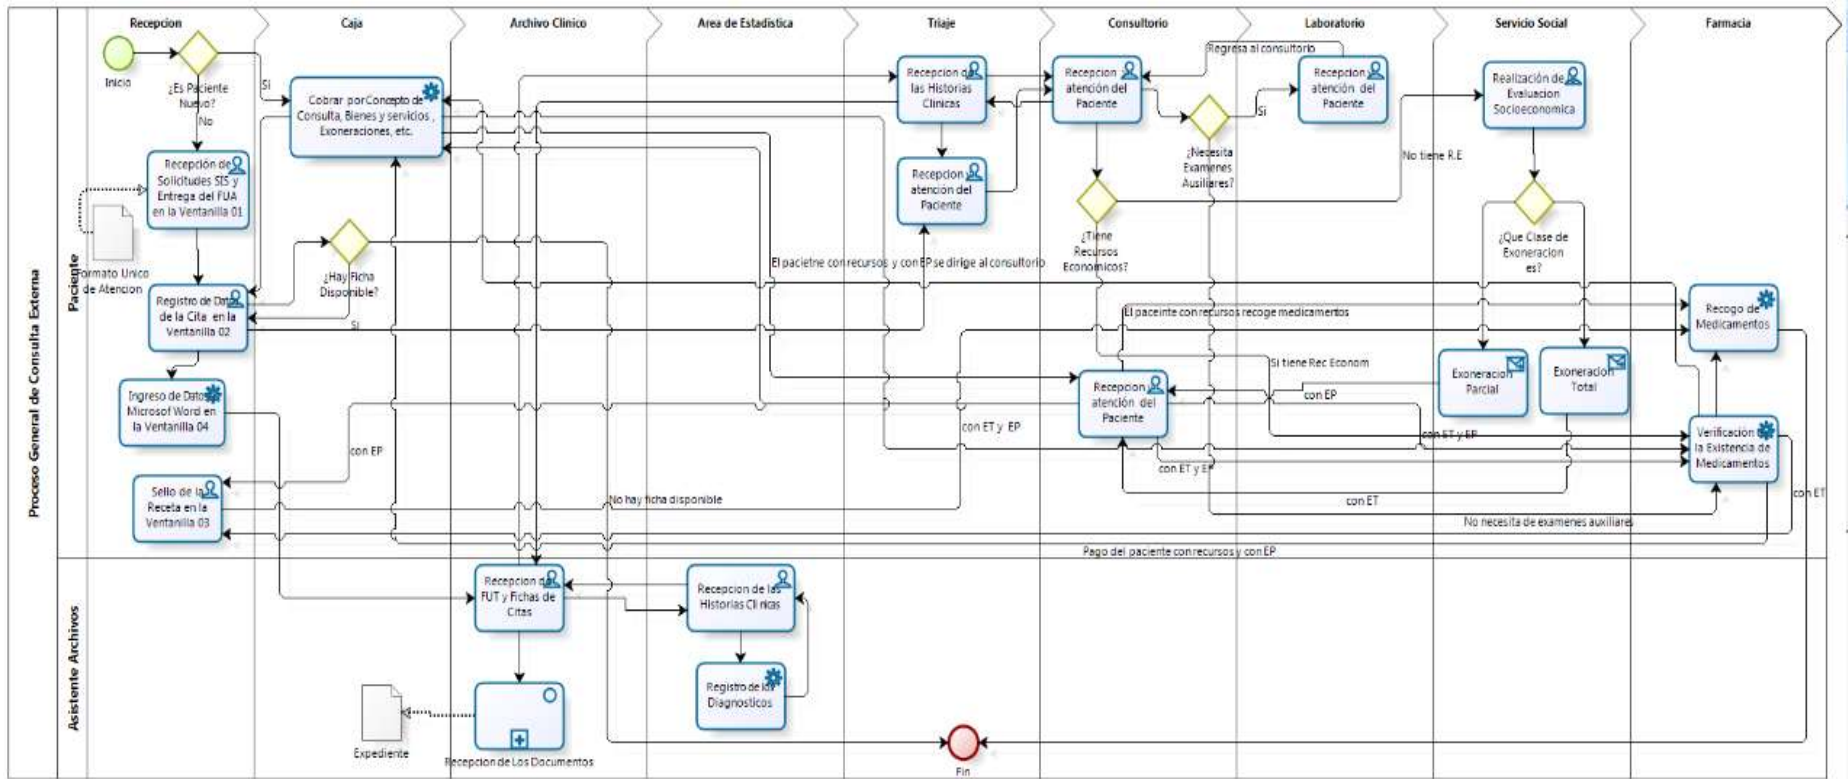 Recepcion
Caja
Archivo Clinico
Area de Estadistica
Triaje
Consultorio
Laboratorio
Servicio Social
Farmacia
Proceso General de Consulta Externa
Paciente
Asistente Archivos
Inicio
¿Es Paciente
Nuevo?
Si
No
Cobrar por Concepto de
Consulta, Bienes y servicios ,
Exoneraciones, etc.
Recepción de
Solicitudes SIS y
Entrega del FUA
en la Ventanilla 01
Formato Unico
de Atencion
Registro de Datos
de la Cita en la
Ventanilla 02
¿Hay Ficha
Disponible?
Si
Ingreso de Datos
Microsof Word en
la Ventanilla 04
Sello de la
Receta en la
Ventanilla 03
con EP
No hay ficha disponible
Recepcion de
las Historias
Clinicas
Recepcion
atención del
Paciente
El pacietne con recursos y con EP se dirige al consultorio
Recepcion
atención del
Paciente
Regresa al consultorio
¿Necesita
Examenes
Auxiliares?
Si
Recepcion
atención del
Paciente
¿Tiene
Recursos
Economicos?
No tiene R.E
Realización de
Evaluacion
Socioeconomica
¿Que Clase de
Exoneracion
es?
El paceinte con recursos recoge medicamentos
Si tiene Rec Econom
Recepcion
atención del
Paciente
con EP
con ET y EP
con ET y EP
con ET y EP
con ET
con ET
Exoneracion
Parcial
Exoneracion
Total
Recogo de
Medicamentos
Verificación de
la Existencia de
Medicamentos
No necesita de examenes auxiliares
Pago del paciente con recursos y con EP
Recepcion de
FUT y Fichas de
Citas
Recepcion de las
Historias Clinicas
Registro de los
Diagnosticos
Expediente
Recepcion de Los Documentos
Fin